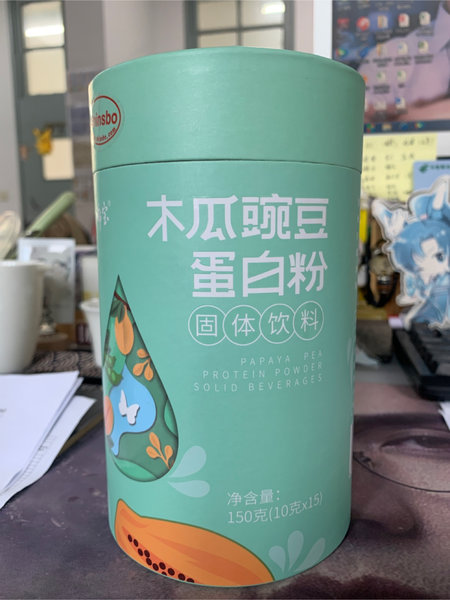 木瓜豌豆
蛋白粉
固体饮料
PAPAYA PEA
PROTEIN POWDER
SOLID BEVERAGES
净含量:
150克(10克x15)